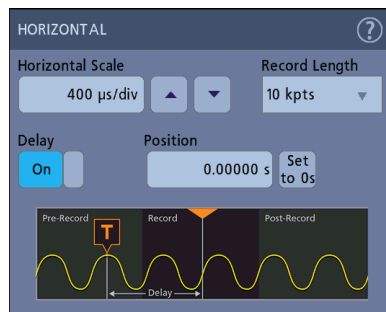 HORIZONTAL
?
Horizontal Scale
Record Length
400 µs/div
10 kpts
Delay
Position
On
0.00000 s
Set
to 0s
Pre-Record
Record
Post-Record
T
Delay